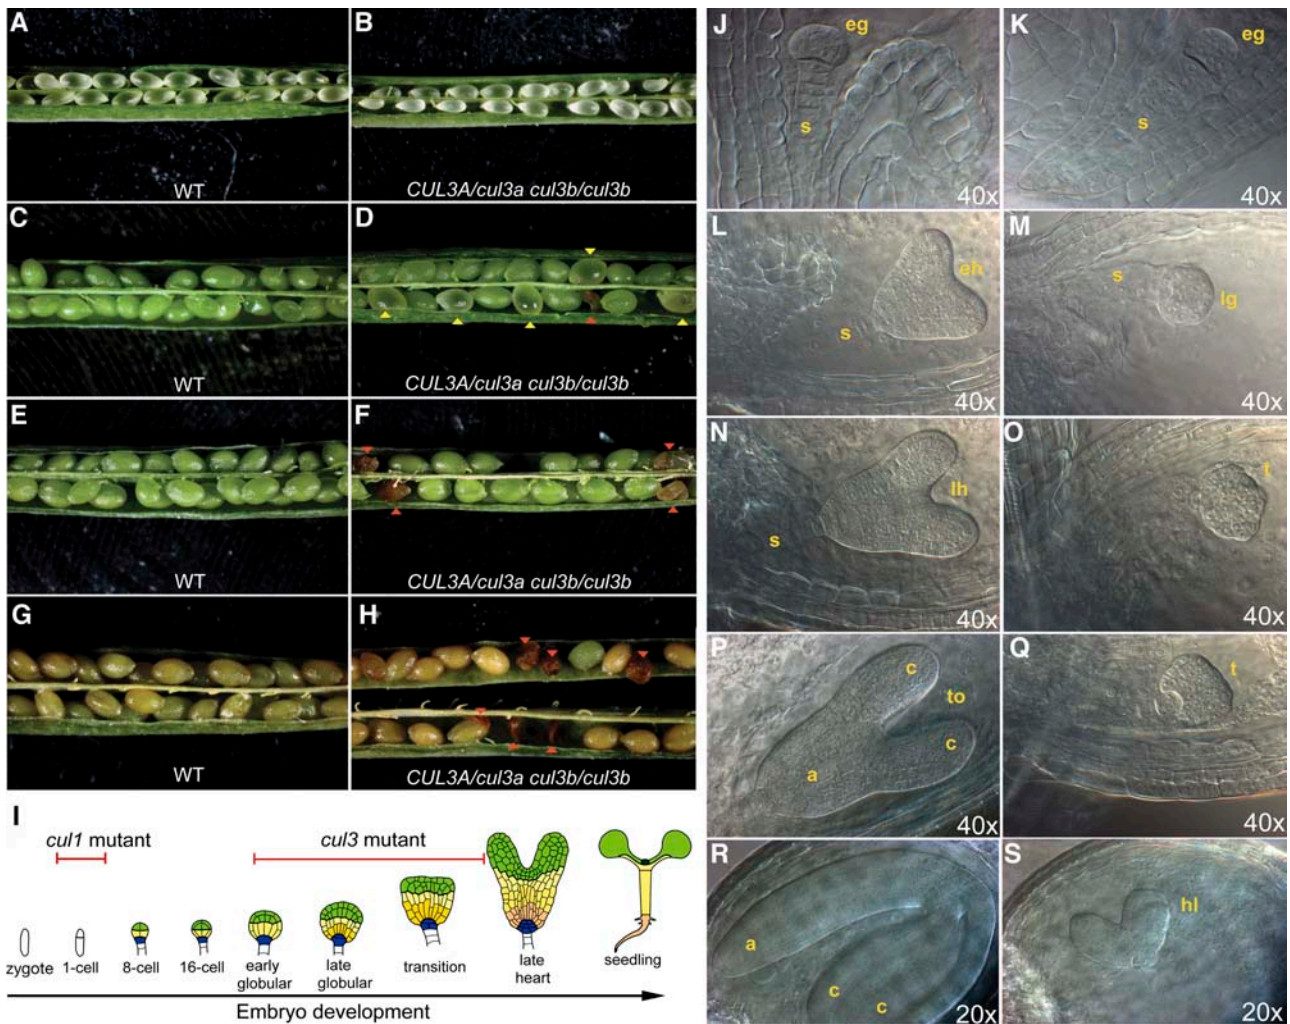 A
B
WT
CUL3A/cul3a cul3b/cul3b
C
D
WT
CUL3A/cul3a cul3b/cul3b
E
F
WT
CUL3A/cul3a cul3b/cul3b
G
H
WT
CUL3A/cul3a cul3b/cul3b
I
cul1 mutant
cul3 mutant
zygote
1-cell
8-cell
16-cell
early
globular
late
globular
transition
late
heart
seedling
Embryo development
J
eg
s
40x
K
eg
s
40x
L
eh
s
40x
M
s
lg
40x
N
lh
s
40x
O
t
40x
P
c
to
c
a
40x
Q
t
40x
R
a
c
c
20x
S
hl
20x